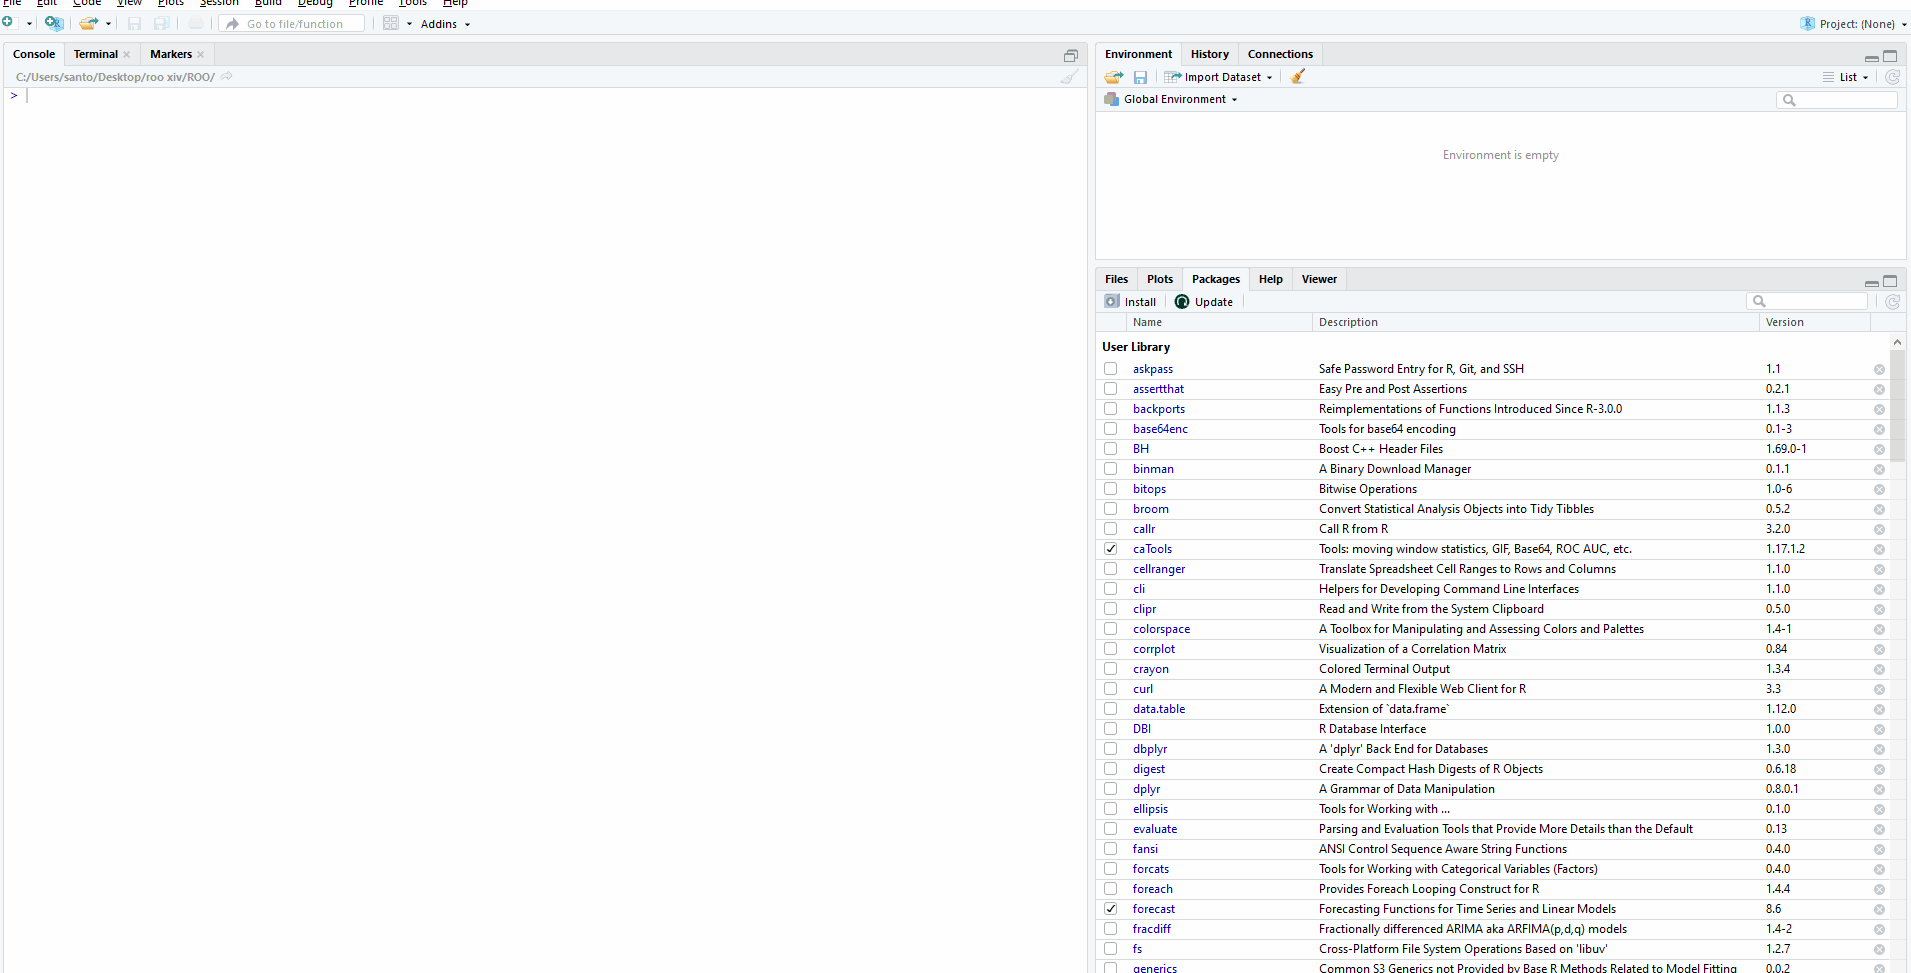 File Edit Code View Plots Session Build Debug Profile Tools Help
Go to file/function Addins Project: (None)
Console Terminal Markers
C:/Users/santo/Desktop/roo xiv/ROO/
>
Environment History Connections
Import Dataset List
Global Environment
Environment is empty
Files Plots Packages Help Viewer
Install Update
Name Description Version
User Library
askpass Safe Password Entry for R, Git, and SSH 1.1
assertthat Easy Pre and Post Assertions 0.2.1
backports Reimplementations of Functions Introduced Since R-3.0.0 1.1.3
base64enc Tools for base64 encoding 0.1-3
BH Boost C++ Header Files 1.69.0-1
binman A Binary Download Manager 0.1.1
bitops Bitwise Operations 1.0-6
broom Convert Statistical Analysis Objects into Tidy Tibbles 0.5.2
callr Call R from R 3.2.0
caTools Tools: moving window statistics, GIF, Base64, ROC AUC, etc. 1.17.1.2
cellranger Translate Spreadsheet Cell Ranges to Rows and Columns 1.1.0
cli Helpers for Developing Command Line Interfaces 1.1.0
clipr Read and Write from the System Clipboard 0.5.0
colorspace A Toolbox for Manipulating and Assessing Colors and Palettes 1.4-1
corrplot Visualization of a Correlation Matrix 0.84
crayon Colored Terminal Output 1.3.4
curl A Modern and Flexible Web Client for R 3.3
data.table Extension of `data.frame` 1.12.0
DBI R Database Interface 1.0.0
dbplyr A 'dplyr' Back End for Databases 1.3.0
digest Create Compact Hash Digests of R Objects 0.6.18
dplyr A Grammar of Data Manipulation 0.8.0.1
ellipsis Tools for Working with ... 0.1.0
evaluate Parsing and Evaluation Tools that Provide More Details than the Default 0.13
fansi ANSI Control Sequence Aware String Functions 0.4.0
forcats Tools for Working with Categorical Variables (Factors) 0.4.0
foreach Provides Foreach Looping Construct for R 1.4.4
forecast Forecasting Functions for Time Series and Linear Models 8.6
fracdiff Fractionally differenced ARIMA aka ARFIMA(p,d,q) models 1.4-2
fs Cross-Platform File System Operations Based on 'libuv' 1.2.7
generics Common S3 Generics not Provided by Base R Methods Related to Model Fitting 0.0.2